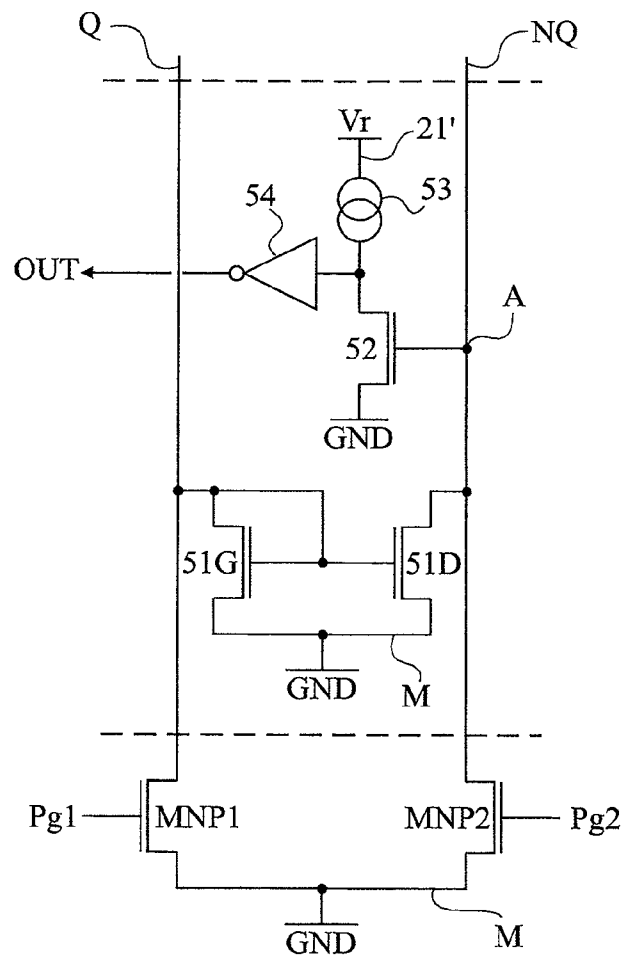 Q
NQ
Vr
21'
54
53
OUT
A
52
GND
51G
51D
GND
M
Pg1
MNP1
MNP2
Pg2
GND
M